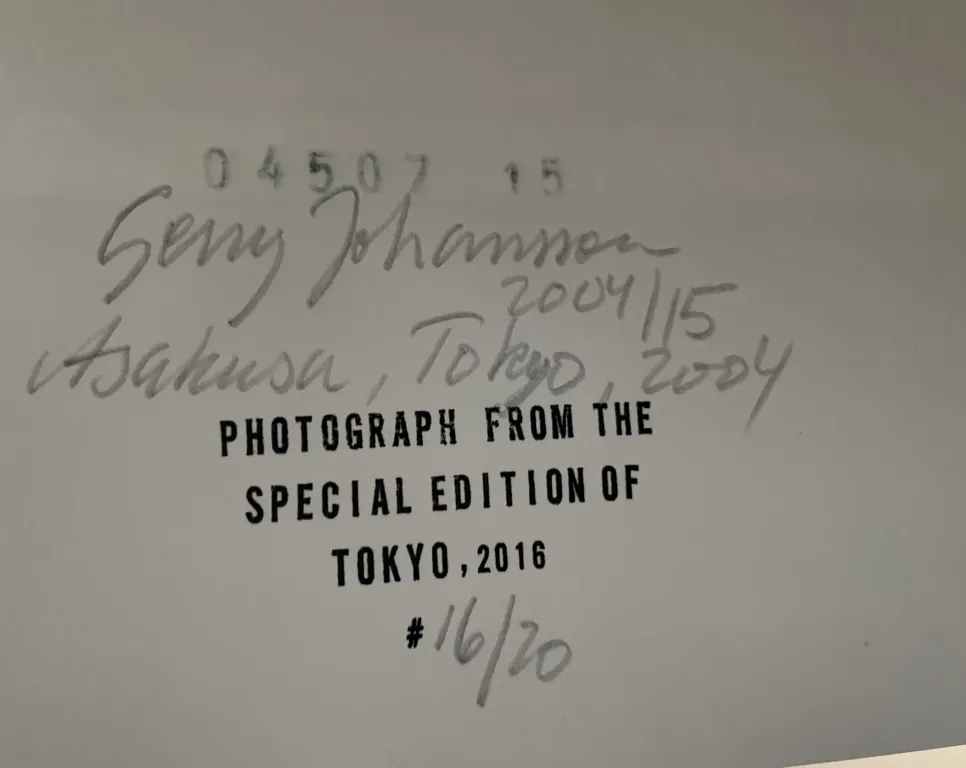 04507 15
Gerry Johansson
2004/15
Asakusa, Tokyo, 2004
PHOTOGRAPH FROM THE
SPECIAL EDITION OF
TOKYO, 2016
# 16/20